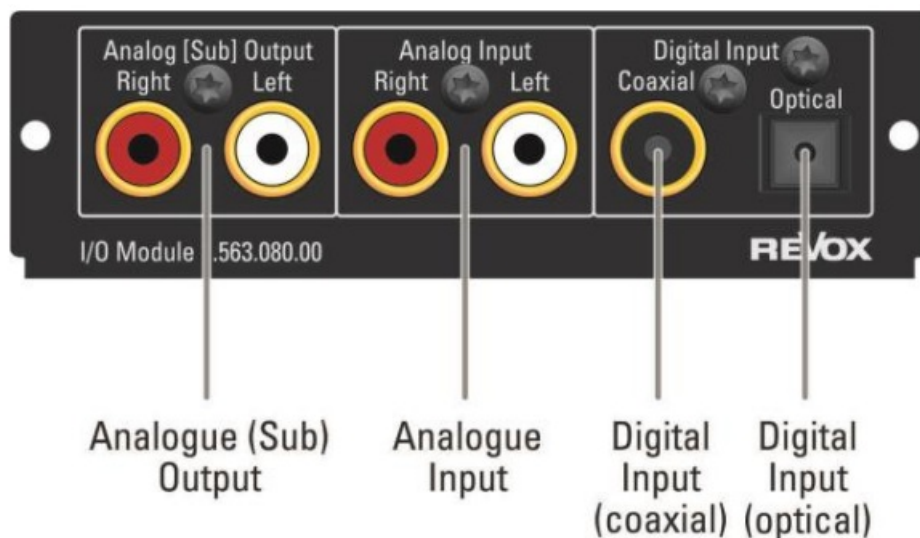 Analog [Sub] Output
Right Left
Analog Input
Right Left
Digital Input
Coaxial
Optical
I/O Module .563.080.00
REVOX
Analogue (Sub)
Output
Analogue
Input
Digital
Input
(coaxial)
Digital
Input
(optical)